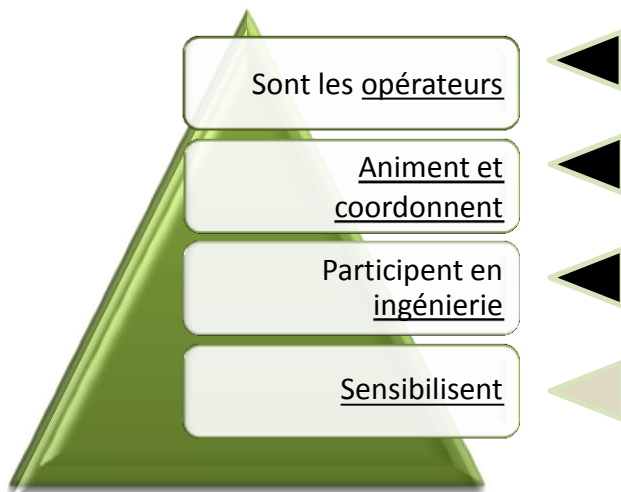 Sont les opérateurs
Animent et
coordonnent
Participent en
ingénierie
Sensibilisent